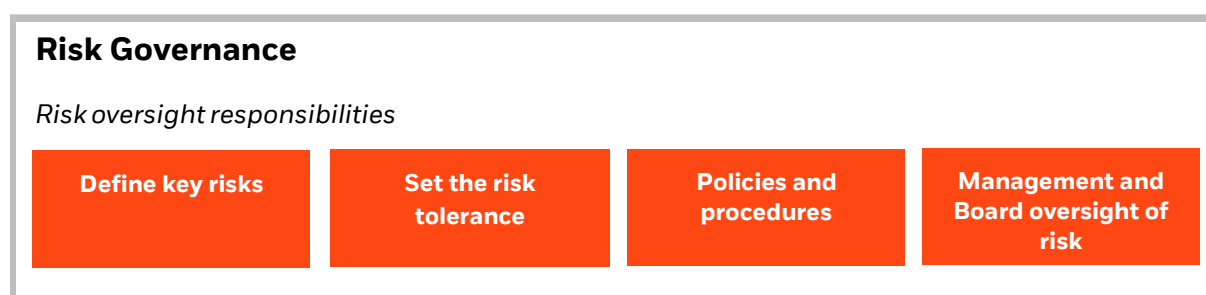 Risk Governance
Risk oversight responsibilities
Define key risks
Set the risk
tolerance
Policies and
procedures
Management and
Board oversight of
risk